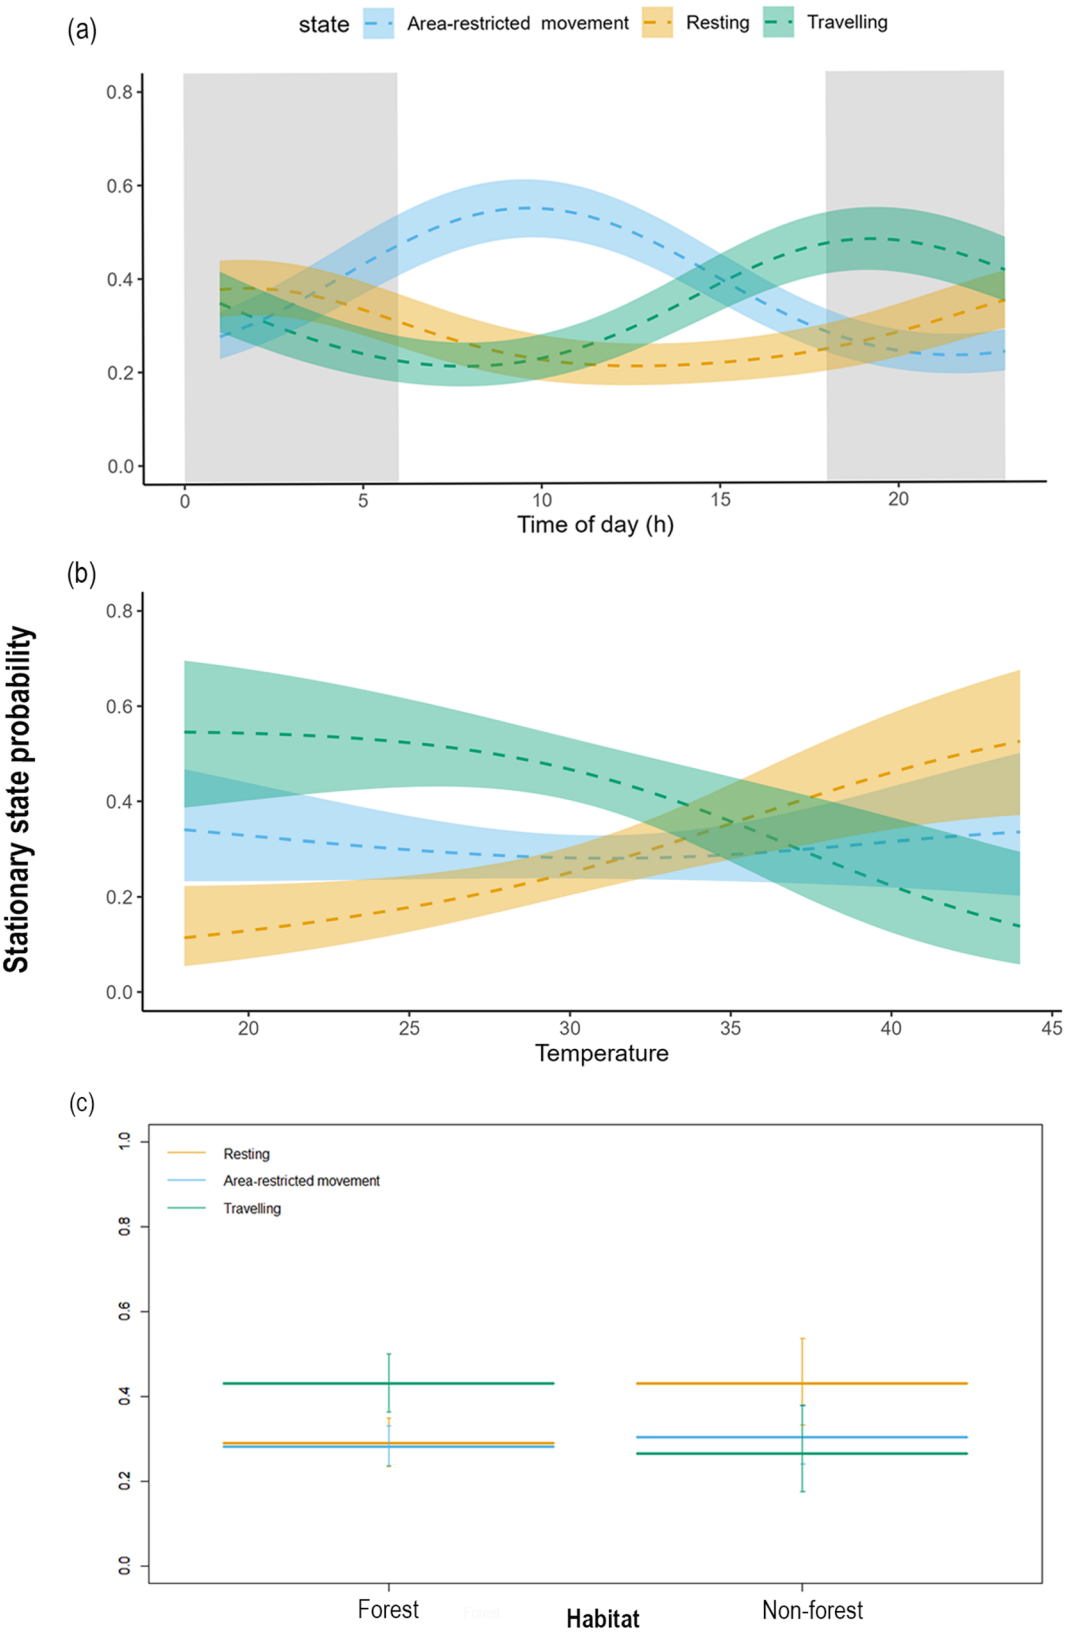 (a)
state Area-restricted movement Resting Travelling
0.8
0.6
0.4
0.2
0.0
0 5 10 15 20
Time of day (h)
(b)
Stationary state probability
0.8
0.6
0.4
0.2
0.0
20 25 30 35 40 45
Temperature
(c)
1.0
0.8
0.6
0.4
0.2
0.0
Resting
Area-restricted movement
Travelling
Forest Non-forest
Habitat